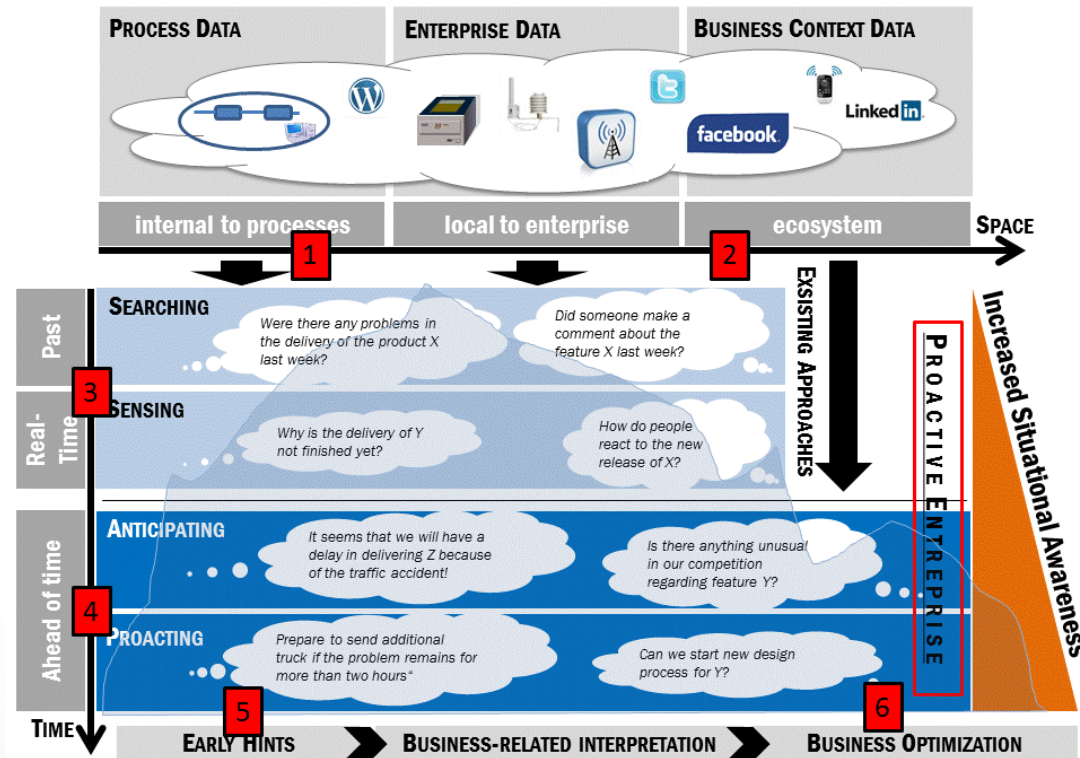 PROCESS DATA
ENTERPRISE DATA
BUSINESS CONTEXT DATA
W
t
facebook.
Linked in.
internal to processes
local to enterprise
ecosystem
SPACE
1
2
Past
Real-
Time
Ahead of time
TIME
3
4
SEARCHING
Were there any problems in
the delivery of the product X
last week?
Did someone make a
comment about the
feature X last week?
SENSING
Why is the delivery of Y
not finished yet?
How do people
react to the new
release of X?
ANTICIPATING
It seems that we will have a
delay in delivering Z because
of the traffic accident!
Is there anything unusual
in our competition
regarding feature Y?
PROACTING
Prepare to send additional
truck if the problem remains for
more than two hours“
Can we start new design
process for Y?
EXSISTING APPROACHES
PROACTIVE ENTREPRISE
Increased Situational Awareness
5
6
EARLY HINTS
BUSINESS-RELATED INTERPRETATION
BUSINESS OPTIMIZATION